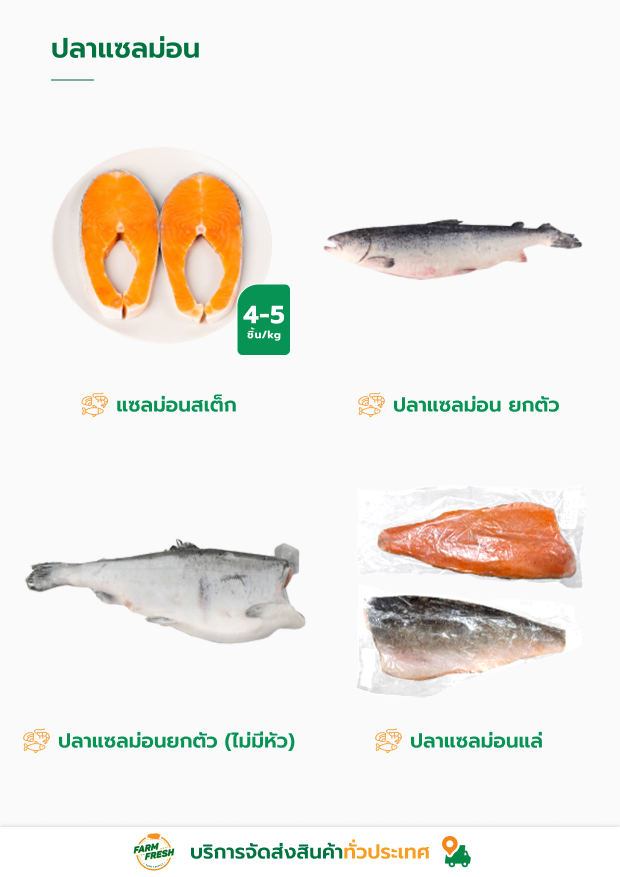 ปลาแซลม่อน
4-5
ชิ้น/kg
แซลม่อนสเต็ก
ปลาแซลม่อน ยกตัว
ปลาแซลม่อนยกตัว (ไม่มีหัว)
ปลาแซลม่อนแล่
FARM
FRESH
บริการจัดส่งสินค้าทั่วประเทศ